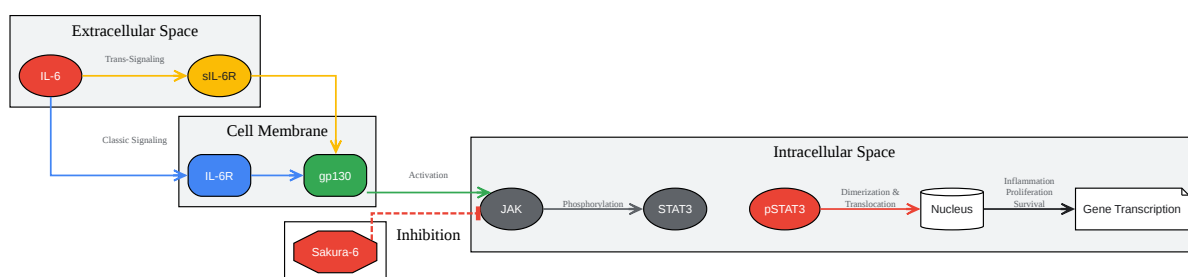 Extracellular Space
Trans-Signaling
IL-6
sIL-6R
Classic Signaling
Cell Membrane
IL-6R
gp130
Activation
Intracellular Space
JAK
Phosphorylation
STAT3
pSTAT3
Dimerization &
Translocation
Nucleus
Inflammation
Proliferation
Survival
Gene Transcription
Inhibition
Sakura-6